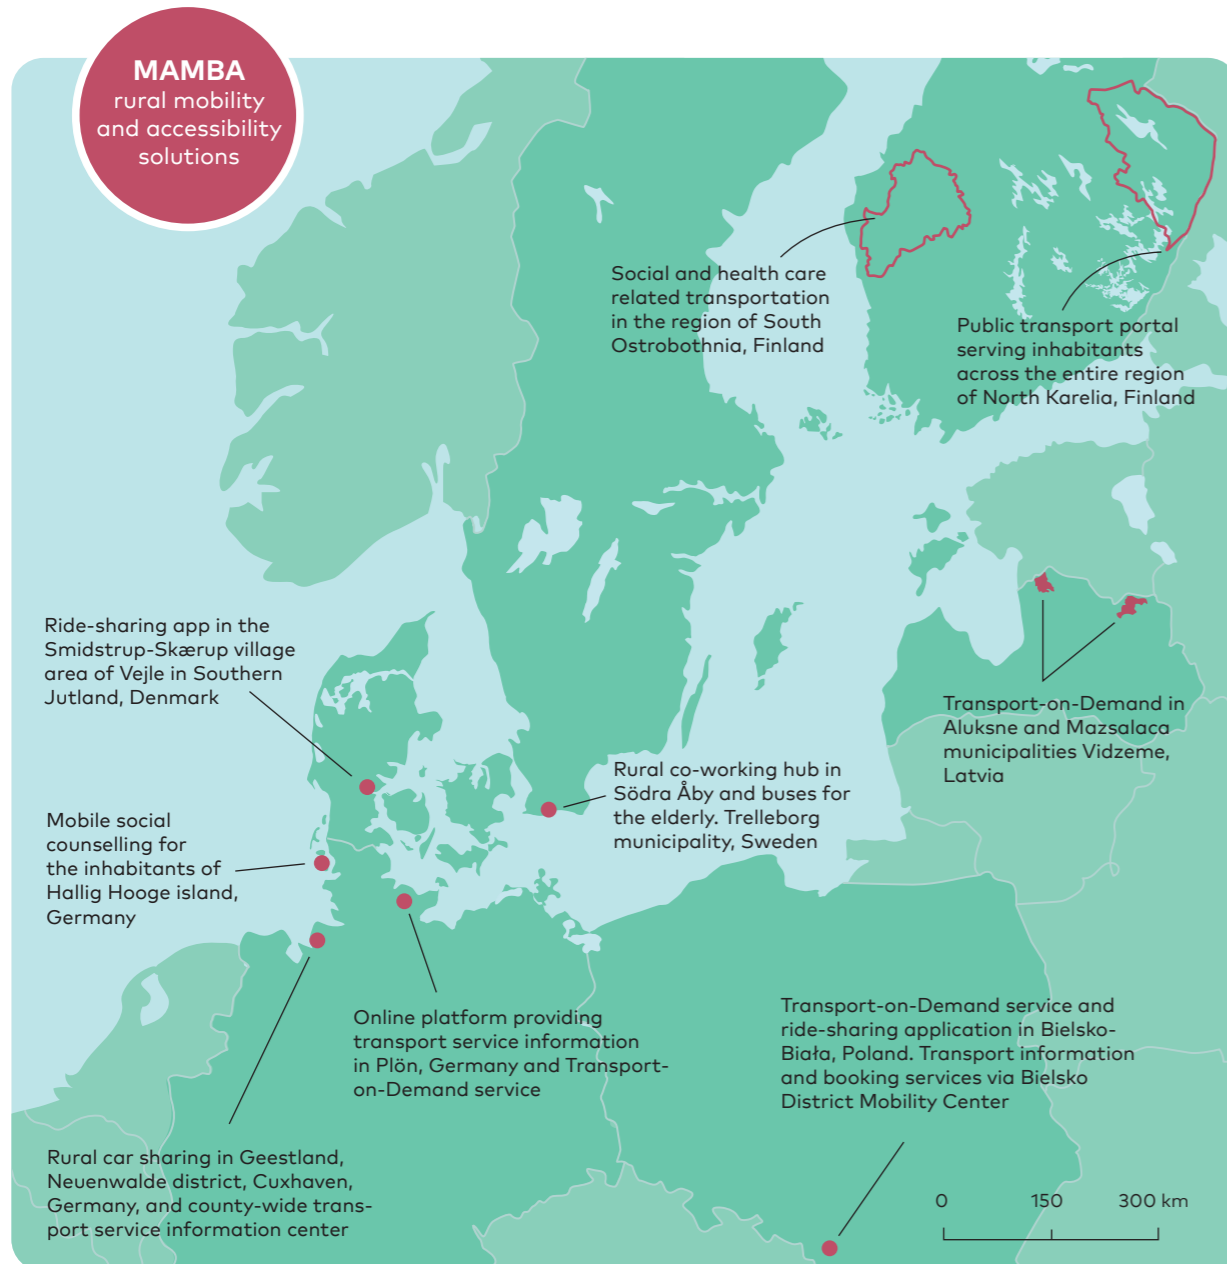 MAMBA
rural mobility
and accessibility
solutions
Social and health care
related transportation
in the region of South
Ostrobothnia, Finland
Public transport portal
serving inhabitants
across the entire region
of North Karelia, Finland
Ride-sharing app in the
Smidstrup-Skærup village
area of Vejle in Southern
Jutland, Denmark
Transport-on-Demand in
Aluksne and Mazsalaca
municipalities Vidzeme,
Latvia
Rural co-working hub in
Södra Åby and buses for
the elderly. Trelleborg
municipality, Sweden
Mobile social
counselling for
the inhabitants of
Hallig Hooge island,
Germany
Online platform providing
transport service information
in Plön, Germany and Transport-
on-Demand service
Transport-on-Demand service and
ride-sharing application in Bielsko-
Biała, Poland. Transport information
and booking services via Bielsko
District Mobility Center
Rural car sharing in Geestland,
Neuenwalde district, Cuxhaven,
Germany, and county-wide trans-
port service information center
0 150 300 km